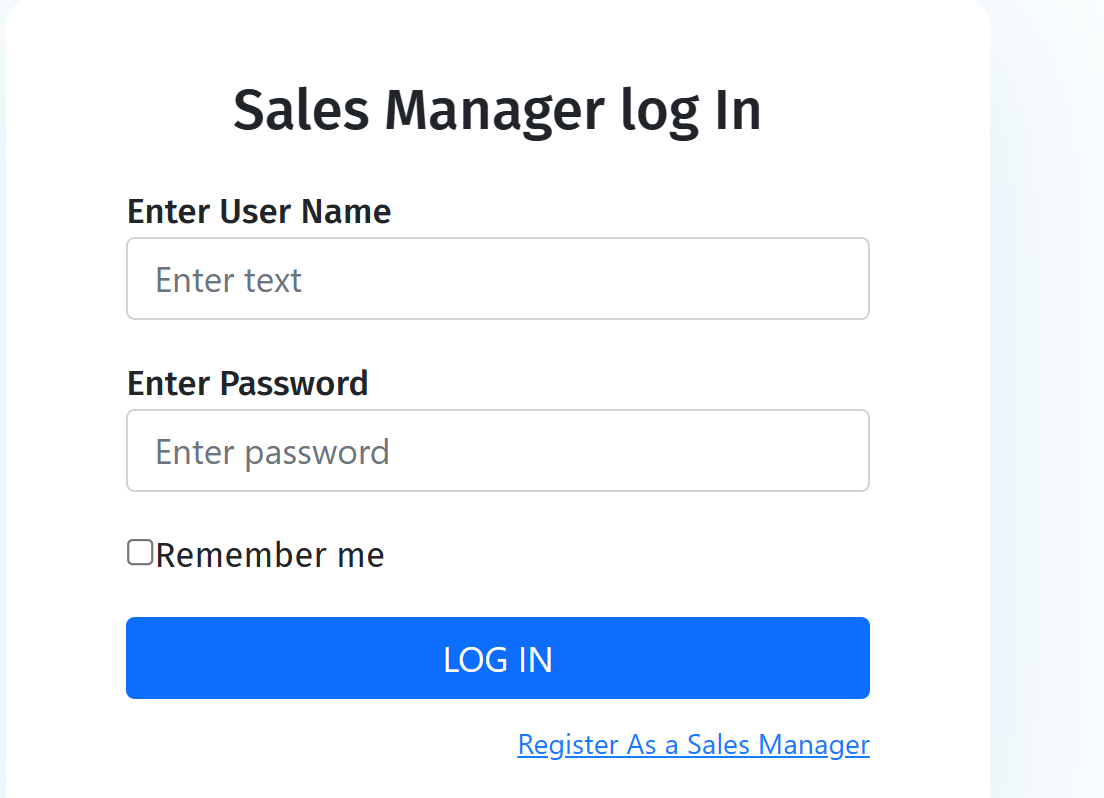 Sales Manager log In
Enter User Name
Enter text
Enter Password
Enter password
Remember me
LOG IN
Register As a Sales Manager